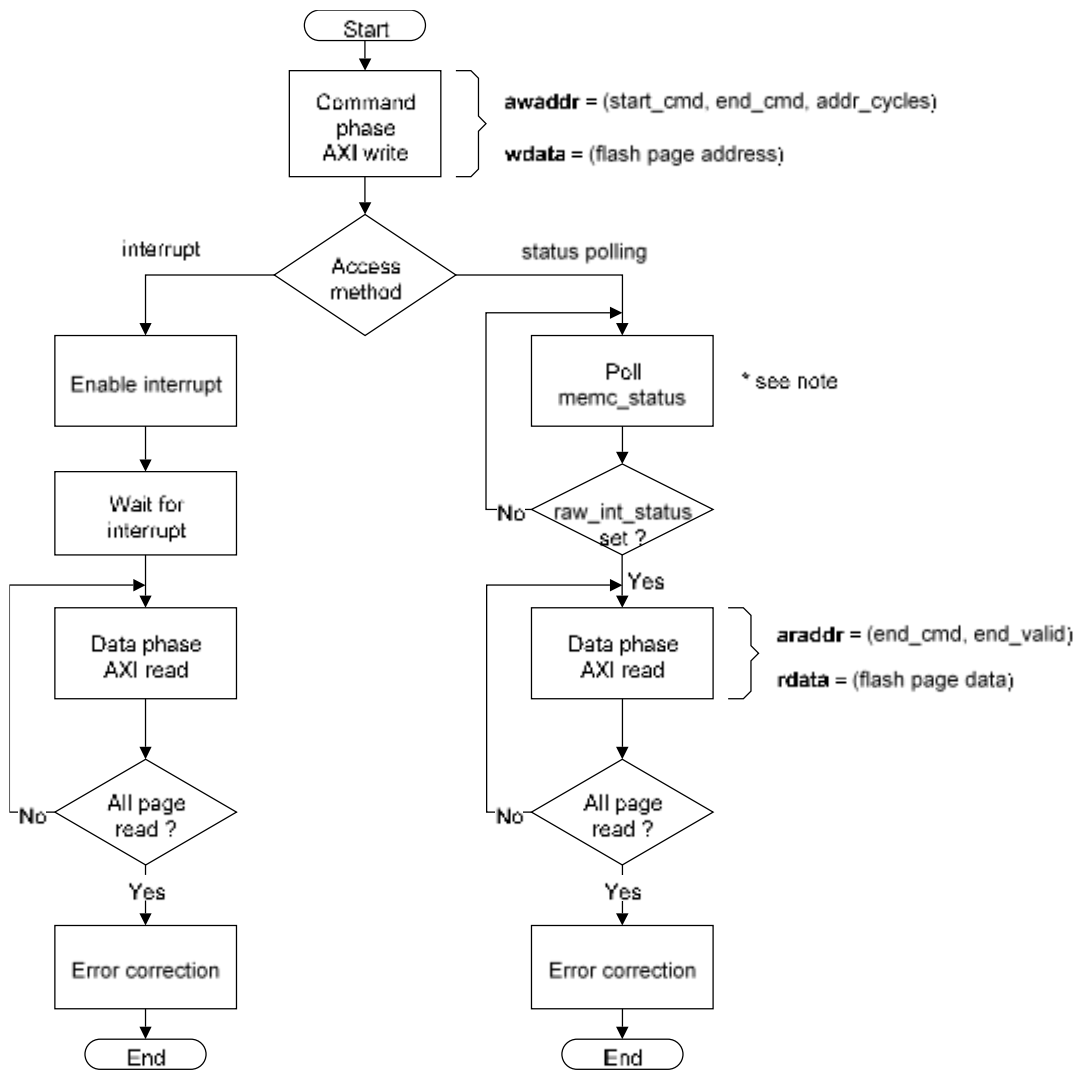 Start
Command
phase
AXI write
awaddr = (start_cmd, end_cmd, addr_cycles)
wdata = (flash page address)
Access
method
interrupt
status polling
Enable interrupt
Wait for
interrupt
Data phase
AXI read
All page
read ?
No
Yes
Error correction
End
Poll
memc_status
* see note
raw_int_status
set ?
No
Yes
Data phase
AXI read
araddr = (end_cmd, end_valid)
rdata = (flash page data)
All page
read ?
No
Yes
Error correction
End